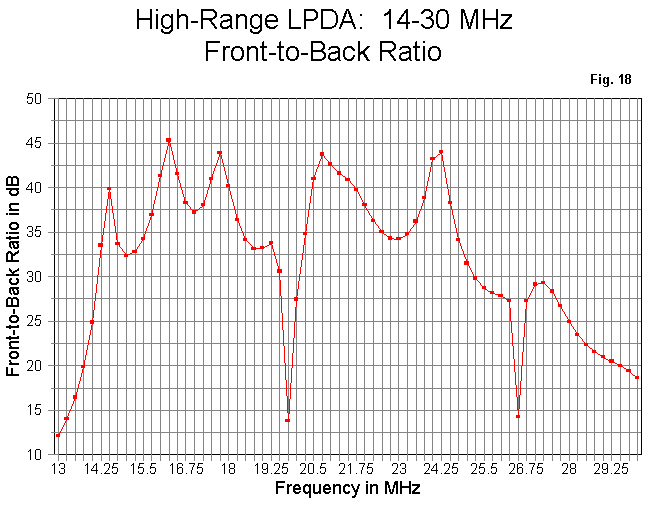 High-Range LPDA:  14-30 MHz
Front-to-Back Ratio
Fig. 18
Front-to-Back Ratio in dB
50
45
40
35
30
25
20
15
10
13 14.25 15.5 16.75 18 19.25 20.5 21.75 23 24.25 25.5 26.75 28 29.25
Frequency in MHz